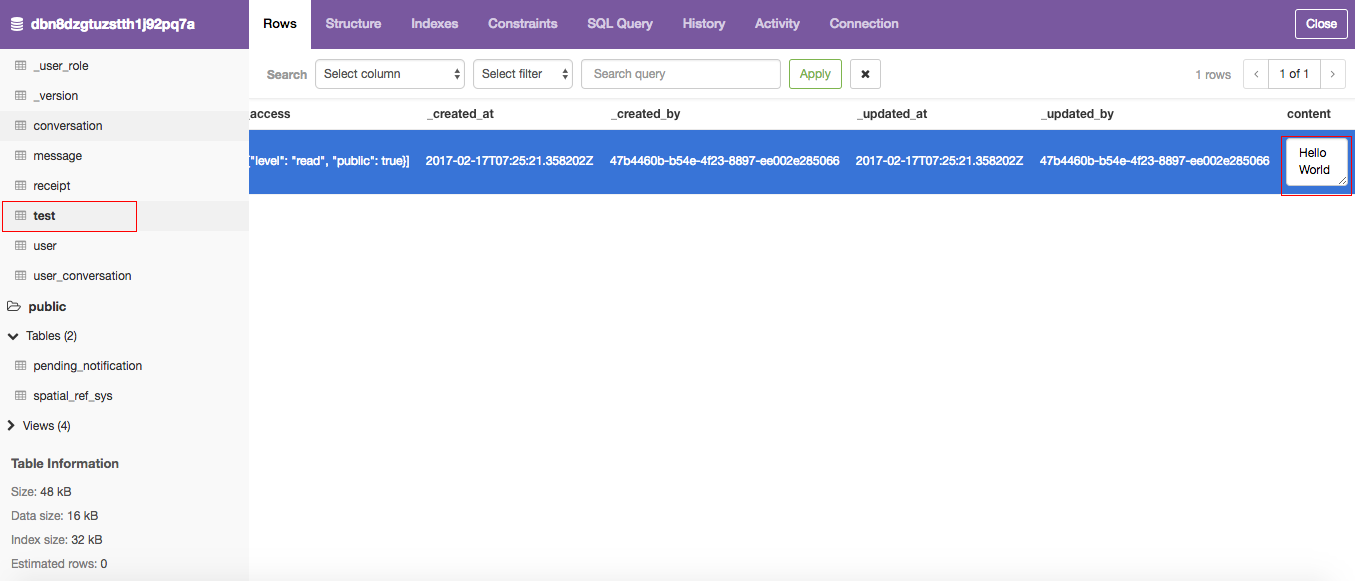 dbn8dzgtuzstth1j92pq7a
Rows Structure Indexes Constraints SQL Query History Activity Connection Close
_user_role
_version
conversation
message
receipt
test
user
user_conversation
public
Tables (2)
pending_notification
spatial_ref_sys
Views (4)
Table Information
Size: 48 kB
Data size: 16 kB
Index size: 32 kB
Estimated rows: 0
Search Select column Select filter Search query Apply 1 rows 1 of 1
access _created_at _created_by _updated_at _updated_by content
"level": "read", "public": true}] 2017-02-17T07:25:21.358202Z 47b4460b-b54e-4f23-8897-ee002e285066 2017-02-17T07:25:21.358202Z 47b4460b-b54e-4f23-8897-ee002e285066 Hello
World